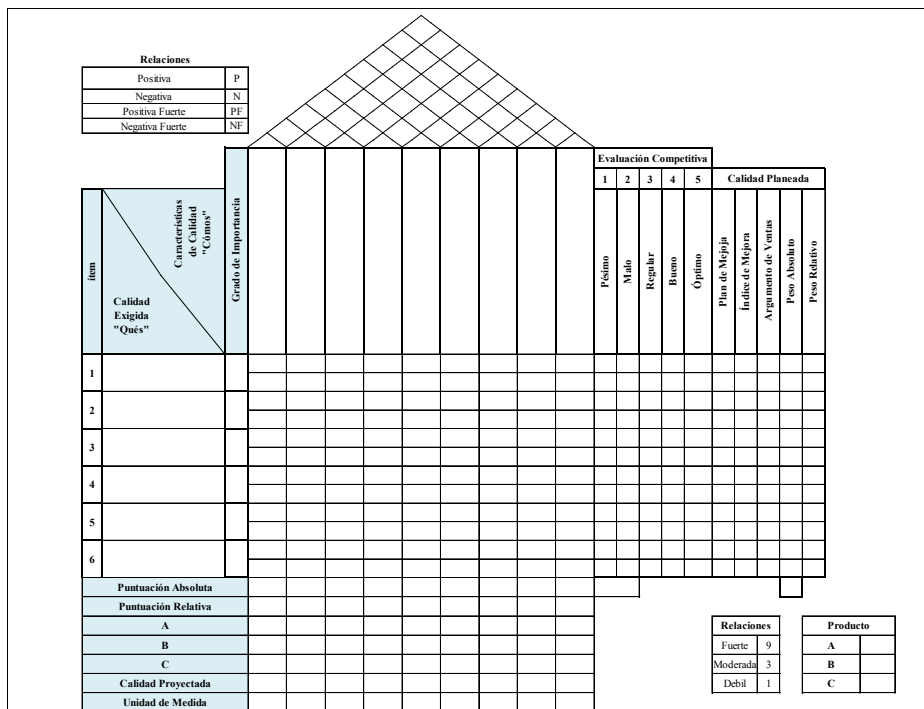 Relaciones
Positiva P
Negativa N
Positiva Fuerte PF
Negativa Fuerte NF
Evaluación Competitiva
1 2 3 4 5 Calidad Planeada
item
Características
de Calidad
"Cómos"
Calidad
Exigida
"Qués"
Grado de Importancia
Pésimo
Malo
Regular
Bueno
Óptimo
Plan de Mejoja
Índice de Mejora
Argumento de Ventas
Peso Absoluto
Peso Relativo
1
2
3
4
5
6
Puntuación Absoluta
Puntuación Relativa
A
B
C
Calidad Proyectada
Unidad de Medida
Relaciones
Fuerte 9
Moderada 3
Debil 1
Producto
A
B
C